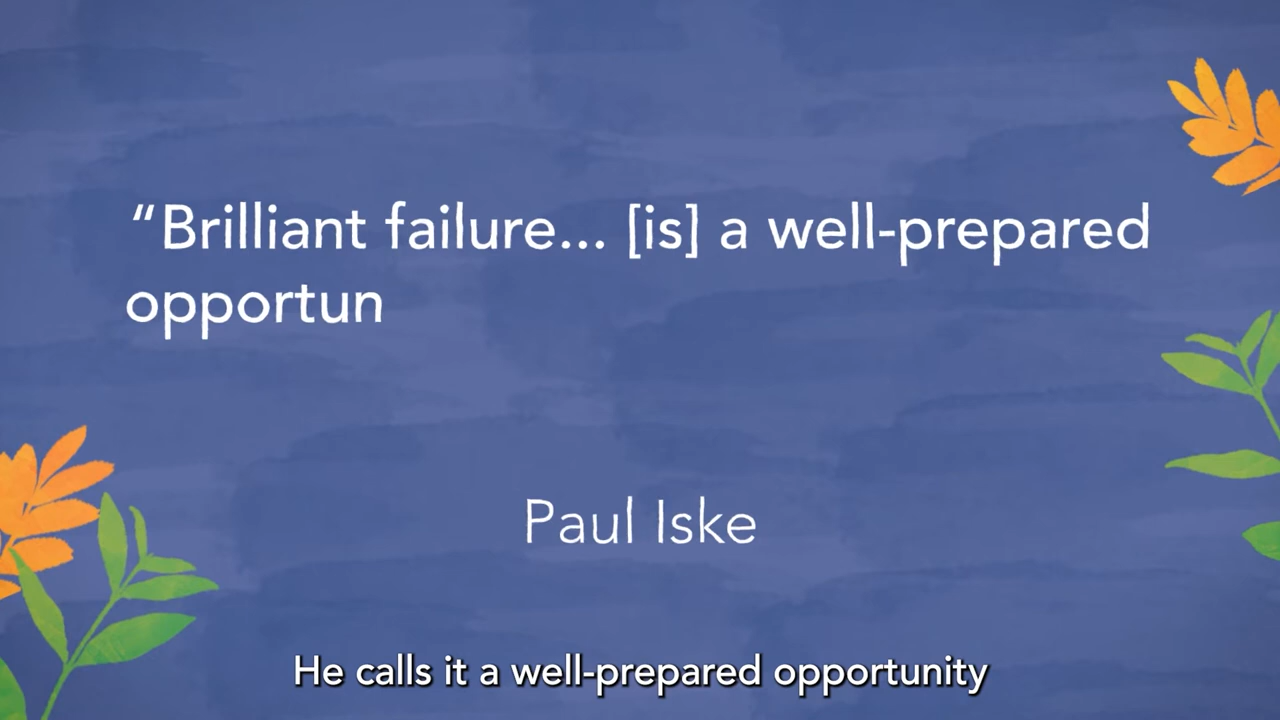 “Brilliant failure... [is] a well-prepared
opportun
Paul Iske
He calls it a well-prepared opportunity